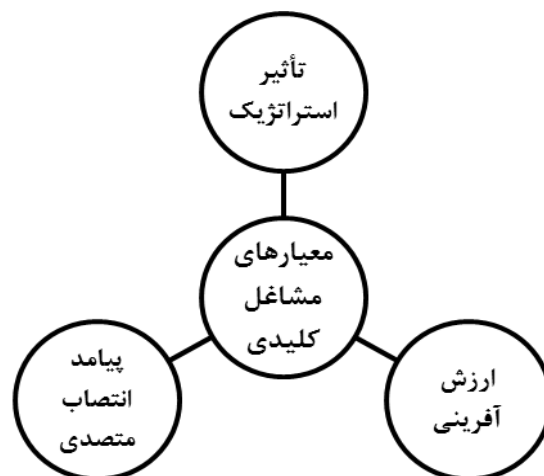 تأثیر
استراتژیک
معیارهای
مشاغل
کلیدی
ارزش
آفرینی
پیامد
انتصاب
متصدی